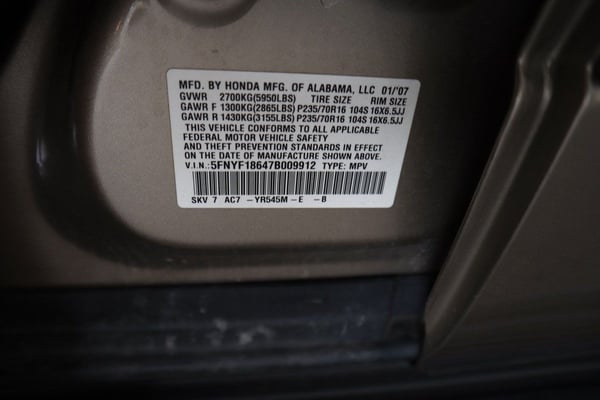 MFD. BY HONDA MFG. OF ALABAMA, LLC 01/'07
GVWR 2700KG(5950LBS) TIRE SIZE RIM SIZE
GAWR F 1300KG(2865LBS) P235/70R16 104S 16X6.5JJ
GAWR R 1430KG(3155LBS) P235/70R16 104S 16X6.5JJ
THIS VEHICLE CONFORMS TO ALL APPLICABLE
FEDERAL MOTOR VEHICLE SAFETY
AND THEFT PREVENTION STANDARDS IN EFFECT
ON THE DATE OF MANUFACTURE SHOWN ABOVE.
V.I.N.: 5FNYF18647B009912 TYPE: MPV
SKV 7 AC7 -YR545M-E -B